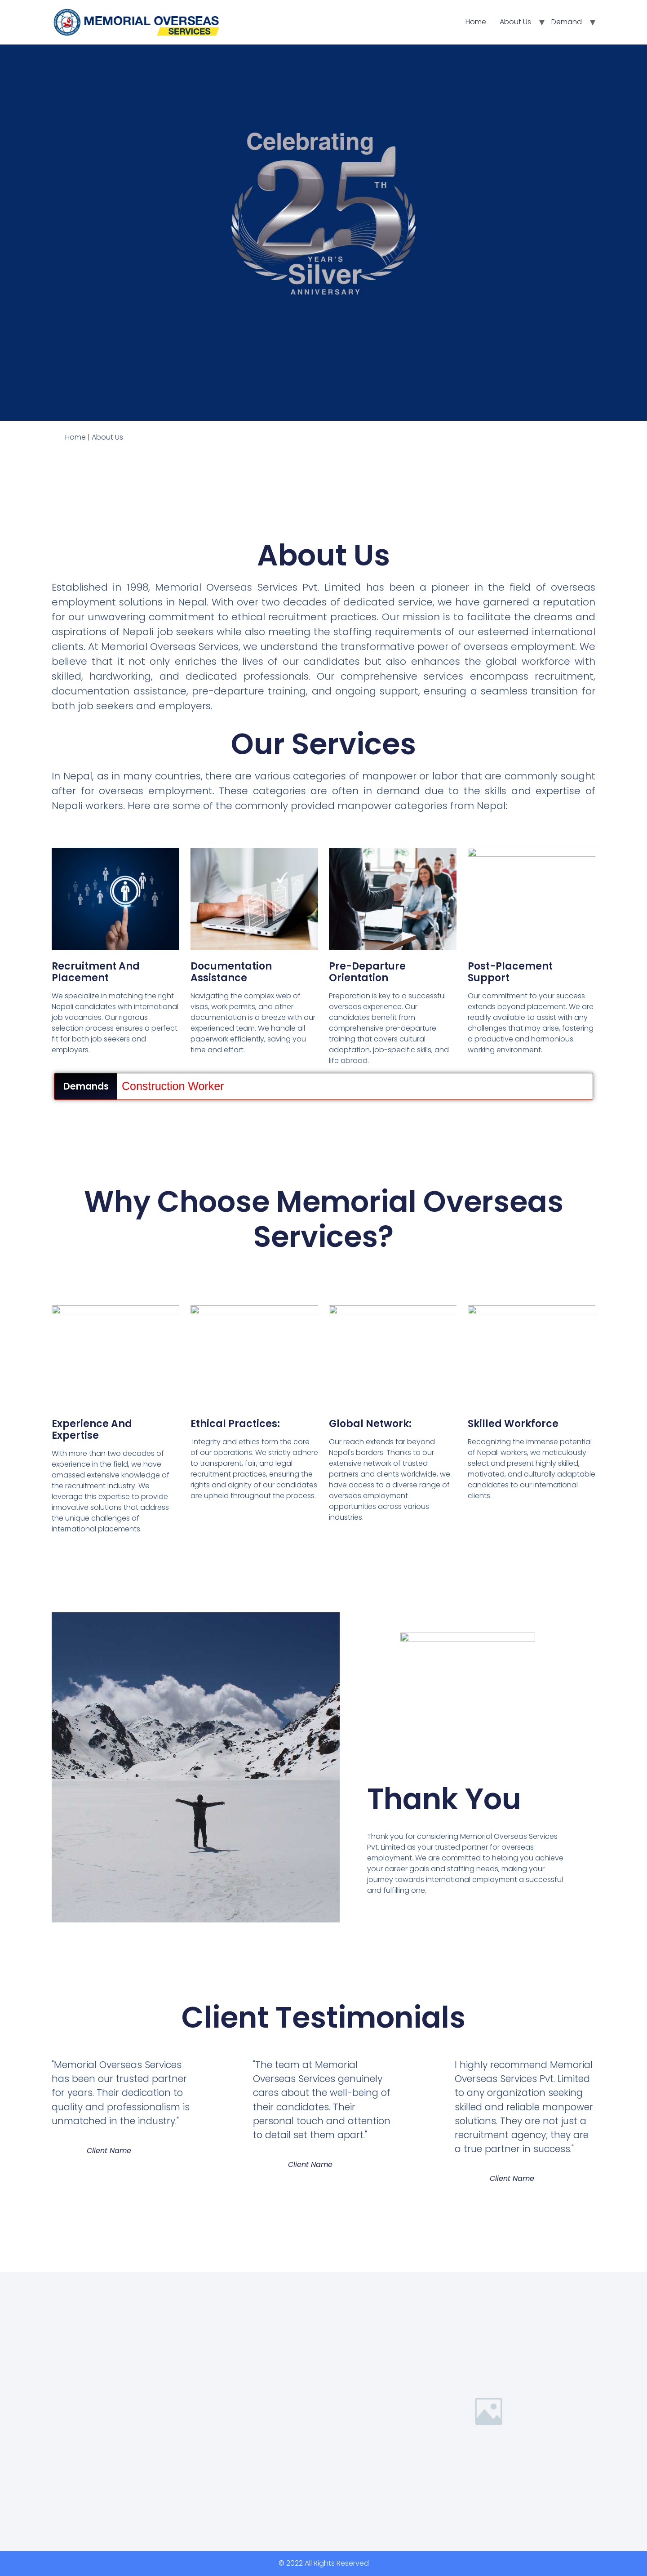 MEMORIAL OVERSEAS
SERVICES
Home
About Us
Demand
Celebrating
25
TH
YEAR'S
Silver
ANNIVERSARY
Home | About Us
About Us
Established in 1998, Memorial Overseas Services Pvt. Limited has been a pioneer in the field of overseas
employment solutions in Nepal. With over two decades of dedicated service, we have garnered a reputation
for our unwavering commitment to ethical recruitment practices. Our mission is to facilitate the dreams and
aspirations of Nepali job seekers while also meeting the staffing requirements of our esteemed international
clients. At Memorial Overseas Services, we understand the transformative power of overseas employment. We
believe that it not only enriches the lives of our candidates but also enhances the global workforce with
skilled, hardworking, and dedicated professionals. Our comprehensive services encompass recruitment,
documentation assistance, pre-departure training, and ongoing support, ensuring a seamless transition for
both job seekers and employers.
Our Services
In Nepal, as in many countries, there are various categories of manpower or labor that are commonly sought
after for overseas employment. These categories are often in demand due to the skills and expertise of
Nepali workers. Here are some of the commonly provided manpower categories from Nepal:
Recruitment And
Placement
We specialize in matching the right
Nepali candidates with international
job vacancies. Our rigorous
selection process ensures a perfect
fit for both job seekers and
employers.
Documentation
Assistance
Navigating the complex web of
visas, work permits, and other
documentation is a breeze with our
experienced team. We handle all
paperwork efficiently, saving you
time and effort.
Pre-Departure
Orientation
Preparation is key to a successful
overseas experience. Our
candidates benefit from
comprehensive pre-departure
training that covers cultural
adaptation, job-specific skills, and
life abroad.
Post-Placement
Support
Our commitment to your success
extends beyond placement. We are
readily available to assist with any
challenges that may arise, fostering
a productive and harmonious
working environment.
Demands
Construction Worker
Why Choose Memorial Overseas
Services?
Experience And
Expertise
With more than two decades of
experience in the field, we have
amassed extensive knowledge of
the recruitment industry. We
leverage this expertise to provide
innovative solutions that address
the unique challenges of
international placements.
Ethical Practices:
Integrity and ethics form the core
of our operations. We strictly adhere
to transparent, fair, and legal
recruitment practices, ensuring the
rights and dignity of our candidates
are upheld throughout the process.
Global Network:
Our reach extends far beyond
Nepal's borders. Thanks to our
extensive network of trusted
partners and clients worldwide, we
have access to a diverse range of
overseas employment
opportunities across various
industries.
Skilled Workforce
Recognizing the immense potential
of Nepali workers, we meticulously
select and present highly skilled,
motivated, and culturally adaptable
candidates to our international
clients.
Thank You
Thank you for considering Memorial Overseas Services
Pvt. Limited as your trusted partner for overseas
employment. We are committed to helping you achieve
your career goals and staffing needs, making your
journey towards international employment a successful
and fulfilling one.
Client Testimonials
"Memorial Overseas Services
has been our trusted partner
for years. Their dedication to
quality and professionalism is
unmatched in the industry."
Client Name
"The team at Memorial
Overseas Services genuinely
cares about the well-being of
their candidates. Their
personal touch and attention
to detail set them apart."
Client Name
I highly recommend Memorial
Overseas Services Pvt. Limited
to any organization seeking
skilled and reliable manpower
solutions. They are not just a
recruitment agency; they are
a true partner in success."
Client Name
© 2022 All Rights Reserved